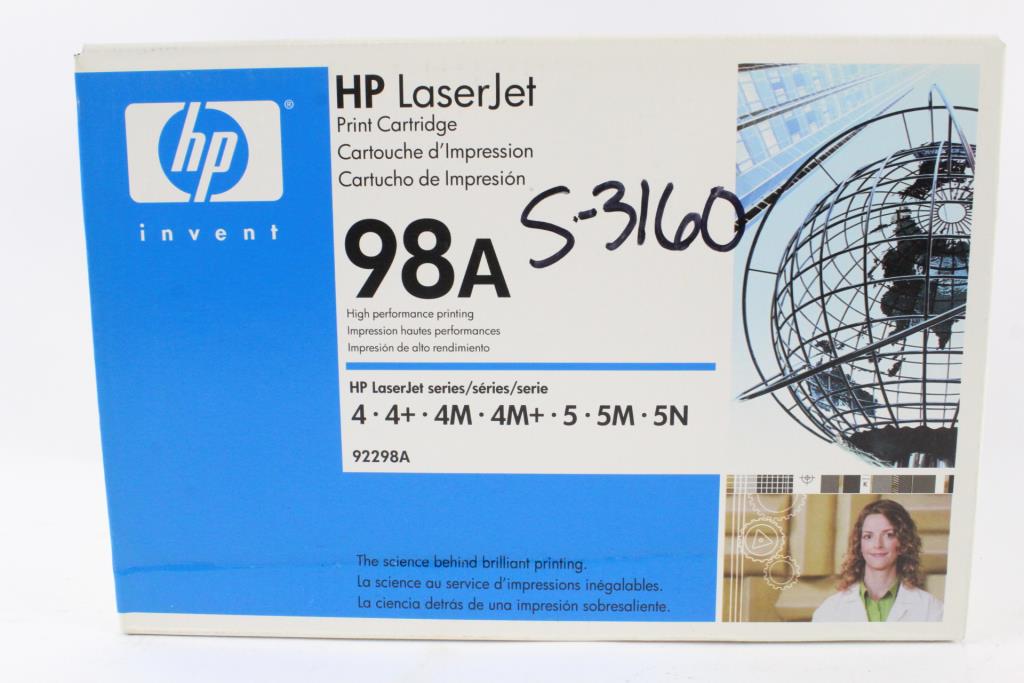 hp®
invent
HP LaserJet
Print Cartridge
Cartouche d'Impression
Cartucho de Impresión
S-3160
98A
High performance printing
Impression hautes performances
Impresión de alto rendimiento
HP LaserJet series/séries/serie
4 · 4+ · 4M · 4M+ · 5 · 5M · 5N
92298A
K
The science behind brilliant printing.
La science au service d'impressions inégalables.
La ciencia detrás de una impresión sobresaliente.